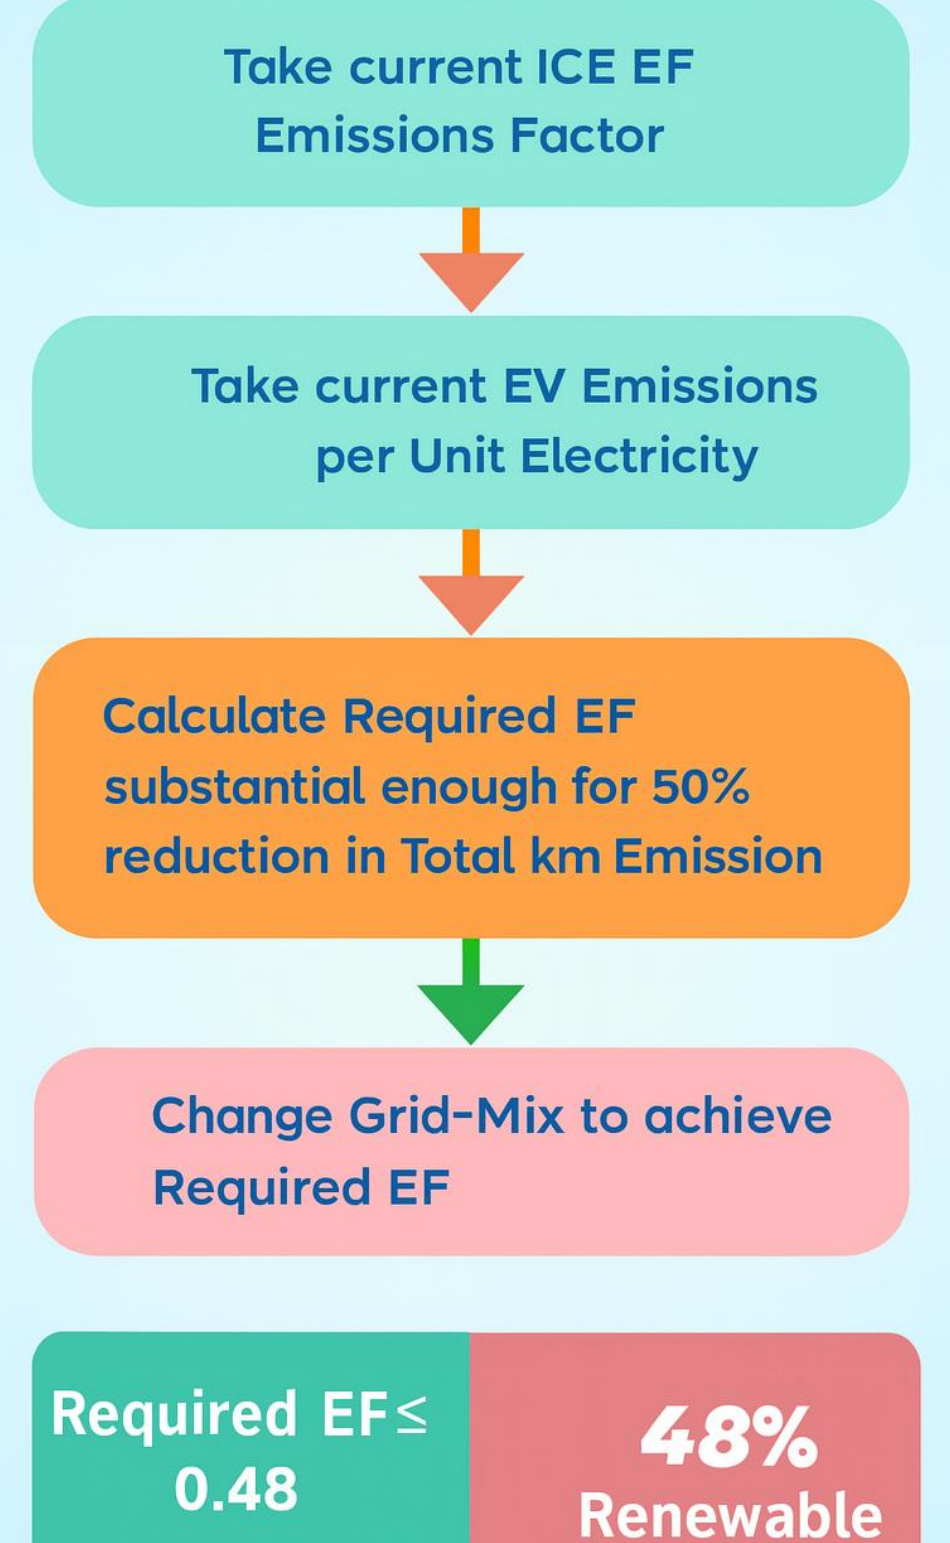 Take current ICE EF
Emissions Factor
Take current EV Emissions
per Unit Electricity
Calculate Required EF
substantial enough for 50%
reduction in Total km Emission
Change Grid-Mix to achieve
Required EF
Required EF≤
0.48
48%
Renewable